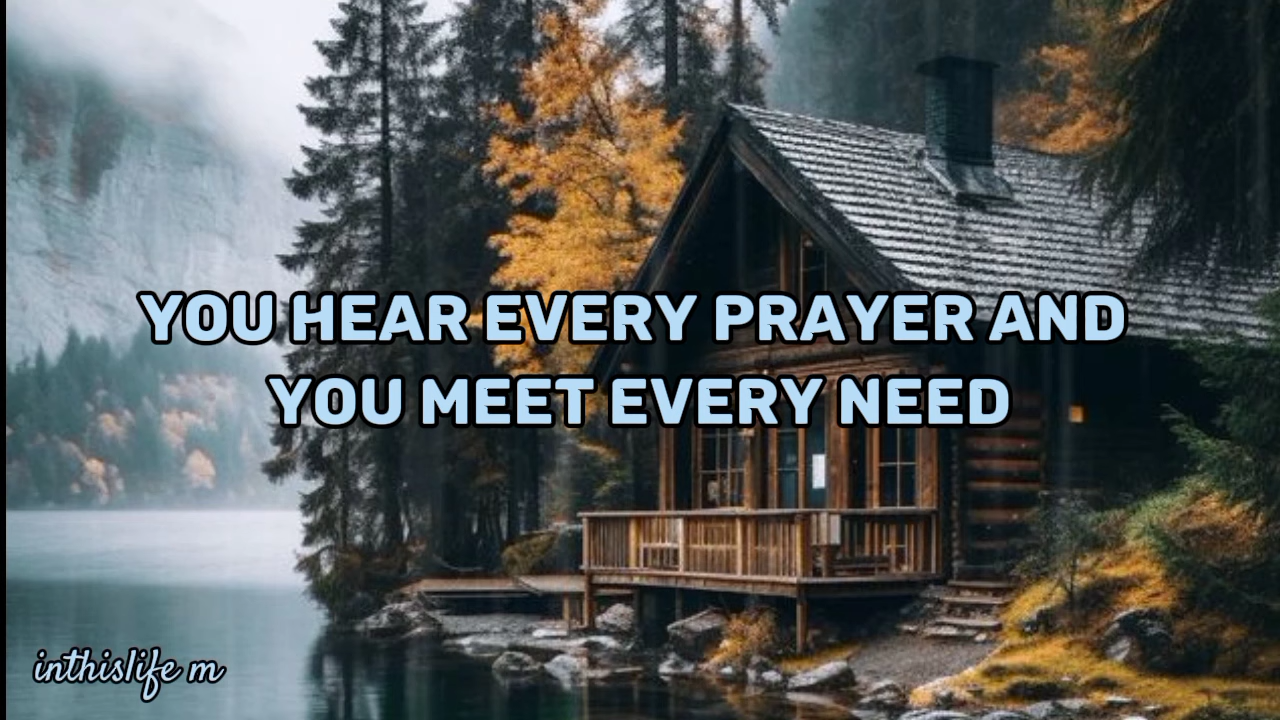 YOU HEAR EVERY PRAYER AND
YOU MEET EVERY NEED
inthislife m